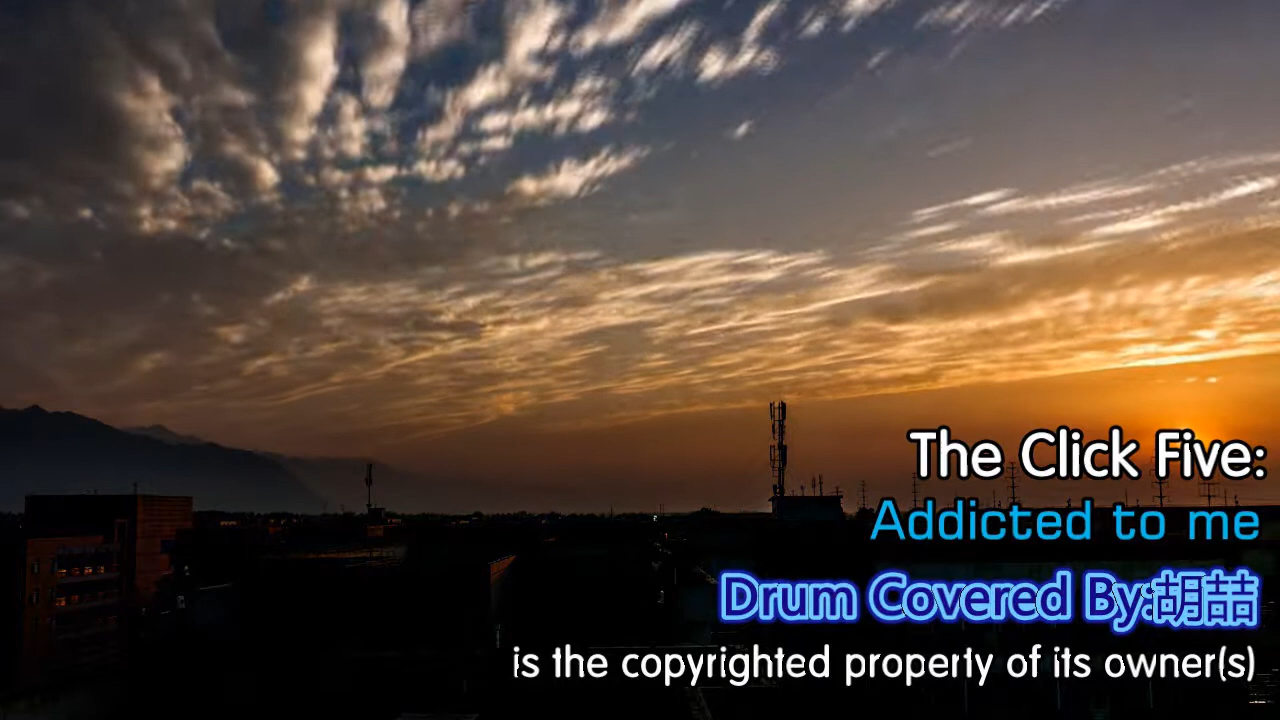 The Click Five:
Addicted to me
Drum Covered By:胡喆
is the copyrighted property of its owner(s)